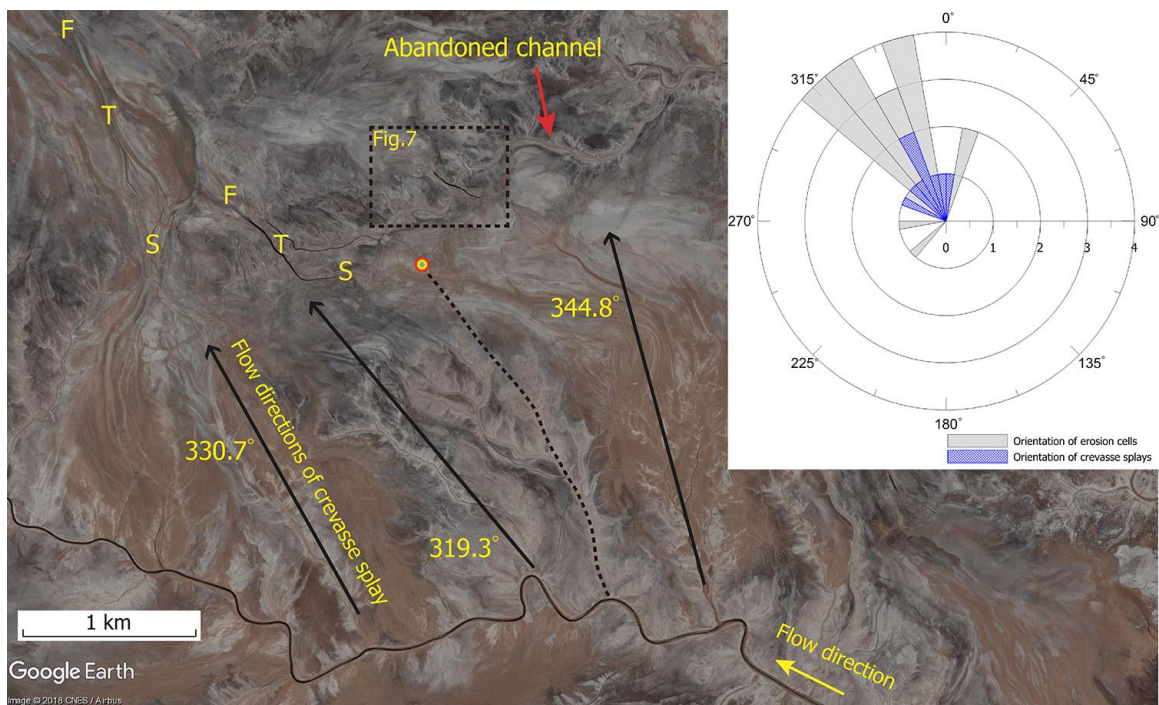 F
Abandoned channel
T
Fig.7
F
S
T
S
344.8°
330.7°
Flow directions of crevasse splay
319.3°
1 km
Flow direction
Google Earth
Image © 2018 CNES / Airbus
0°
315°
45°
270°
0 1 2 3 4
90°
225°
135°
180°
Orientation of erosion cells
Orientation of crevasse splays